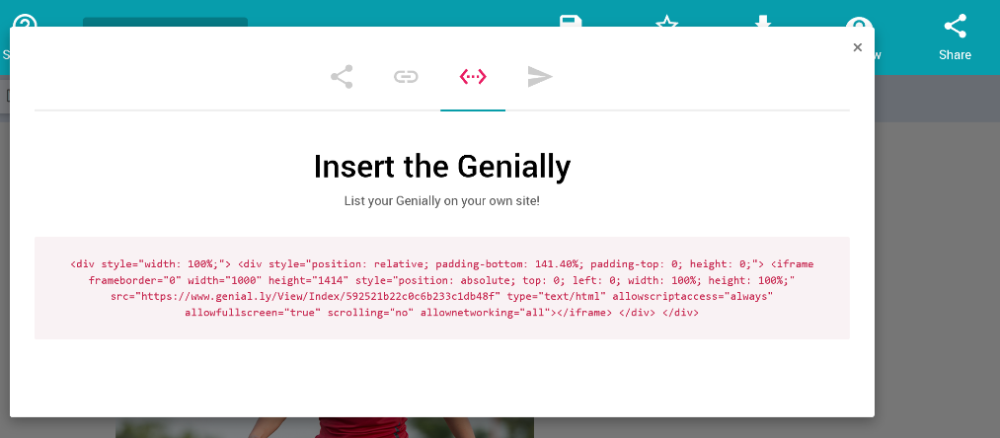 Share
Insert the Genially
List your Genially on your own site!
<div style="width: 100%;"> <div style="position: relative; padding-bottom: 141.40%; padding-top: 0; height: 0;"> <iframe
frameborder="0" width="1000" height="1414" style="position: absolute; top: 0; left: 0; width: 100%; height: 100%;"
src="https://www.genial.ly/View/Index/592521b22c0c6b233c1db48f" type="text/html" allowscriptaccess="always"
allowfullscreen="true" scrolling="no" allownetworking="all"></iframe> </div> </div>